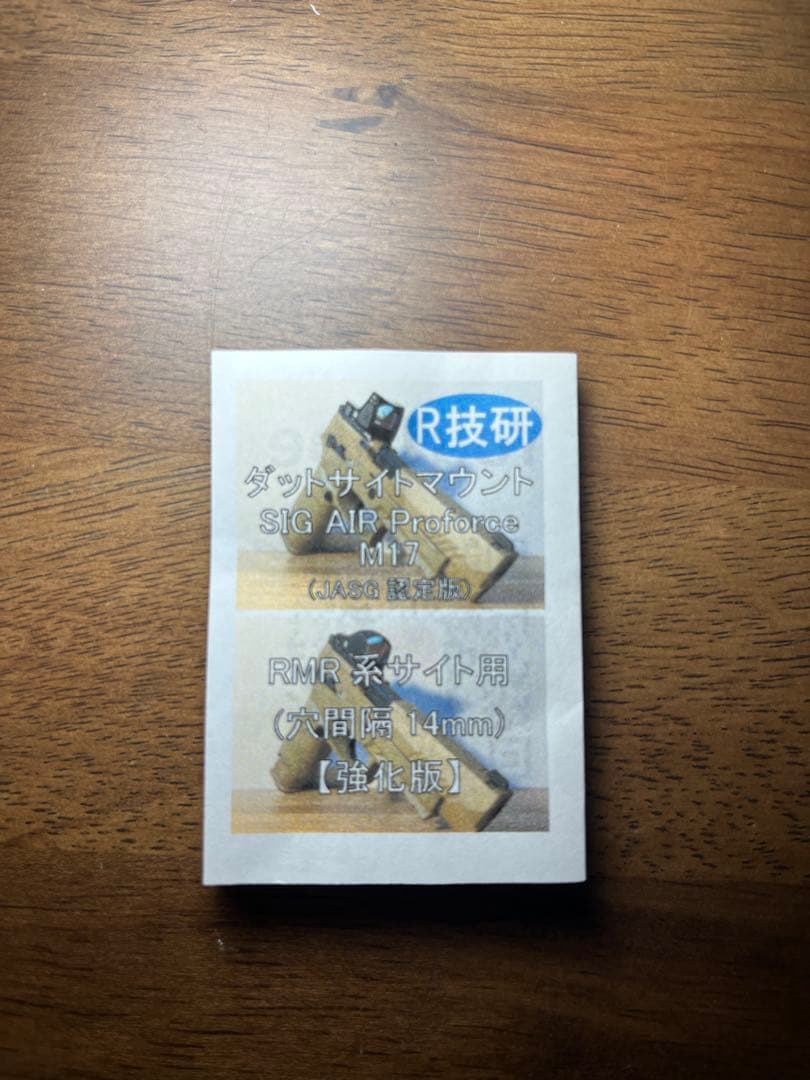 R技研
ダットサイトマウント
SIG AIR Proforce
M17
(JASG 認定版)
RMR 系サイト用
(穴間隔 14mm)
【強化版】